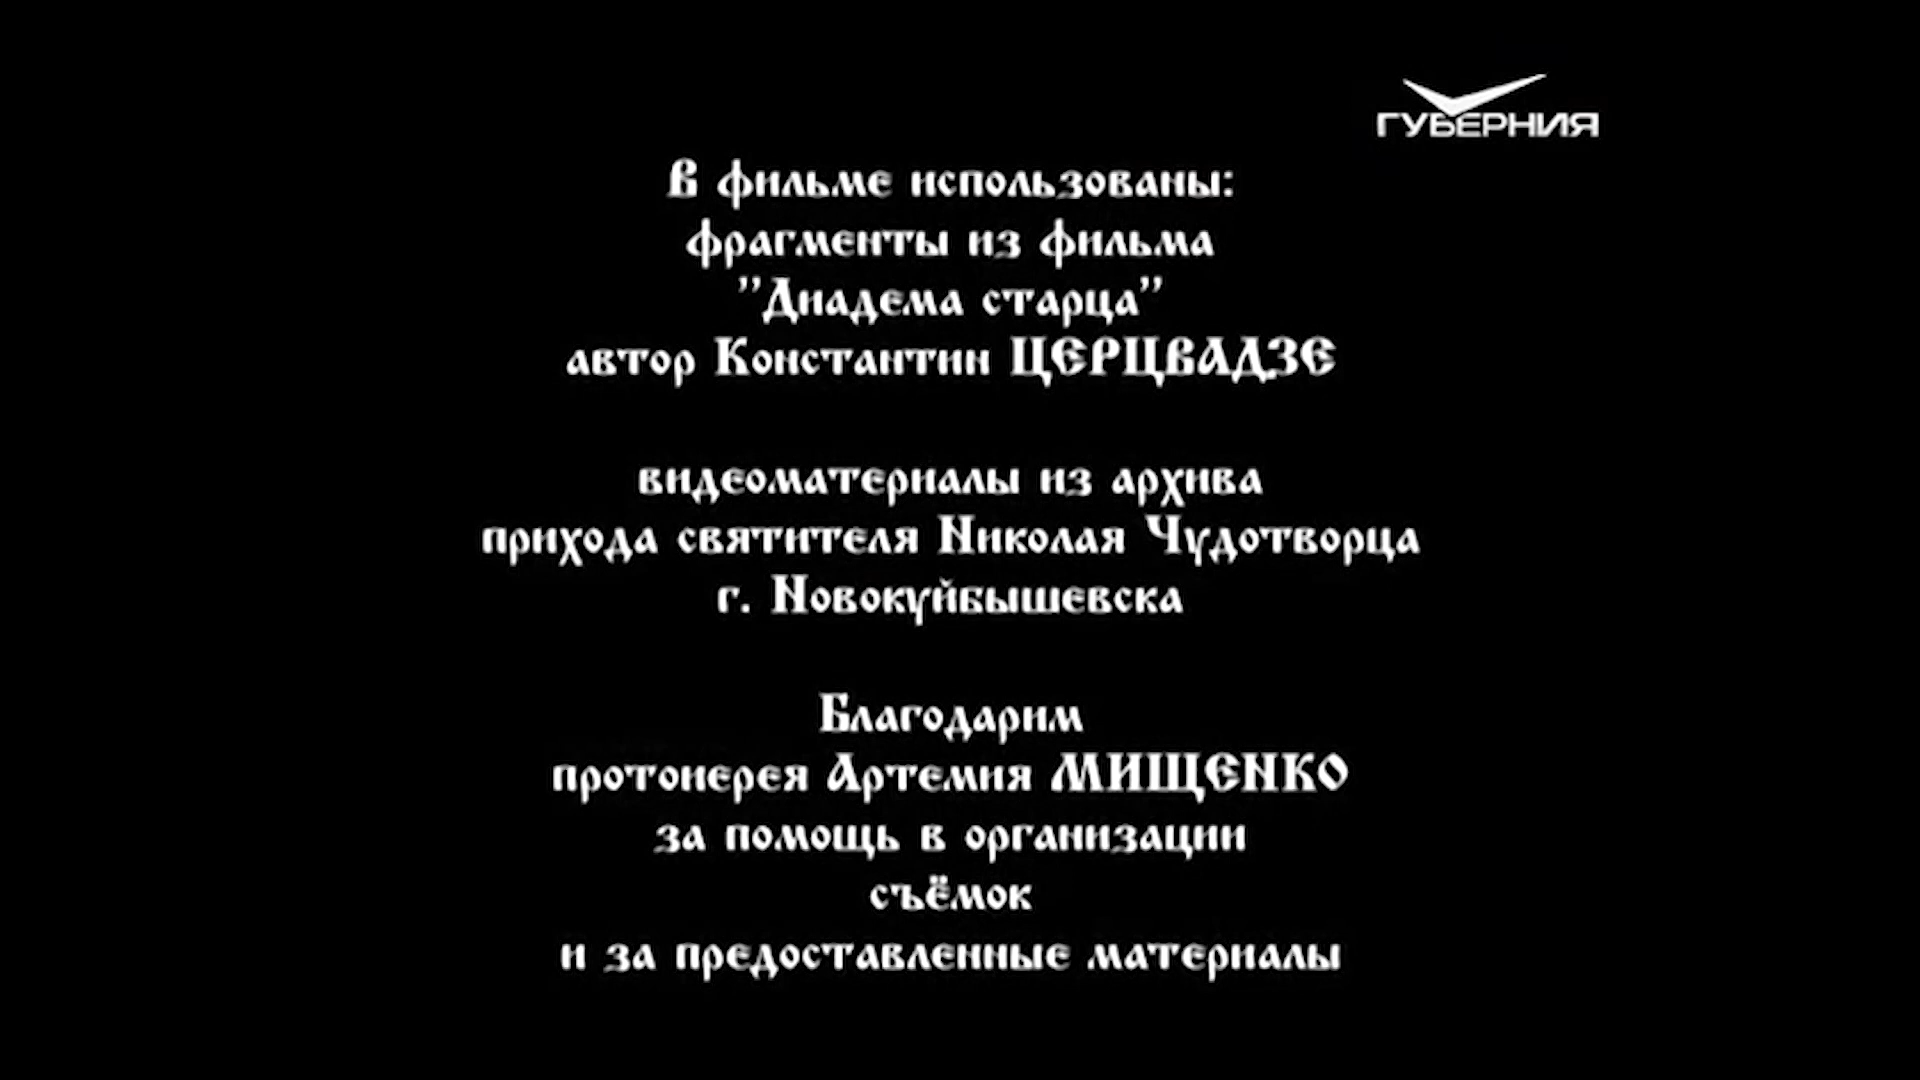 ГУБЕРНИЯ
В фильме использованы:
фрагменты из фильма
"Диадема старца"
автор Константин ЦЕРЦВАДЗЕ
видеоматериалы из архива
прихода святителя Николая Чудотворца
г. Новокуйбышевска
Благодарим
протоиерея Артемия МИЩЕНКО
за помощь в организации
съёмок
и за предоставленные материалы